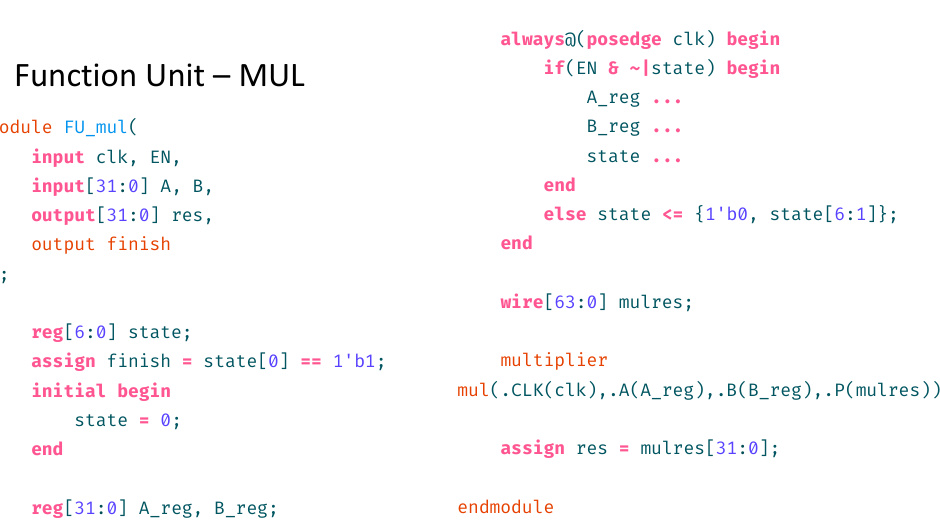 Function Unit – MUL
odule FU_mul(
input clk, EN,
input[31:0] A, B,
output[31:0] res,
output finish
;
reg[6:0] state;
assign finish = state[0] == 1'b1;
initial begin
state = 0;
end
reg[31:0] A_reg, B_reg;
always@(posedge clk) begin
if(EN & ~|state) begin
A_reg ...
B_reg ...
state ...
end
else state <= {1'b0, state[6:1]};
end
wire[63:0] mulres;
multiplier
mul(.CLK(clk),.A(A_reg),.B(B_reg),.P(mulres))
assign res = mulres[31:0];
endmodule